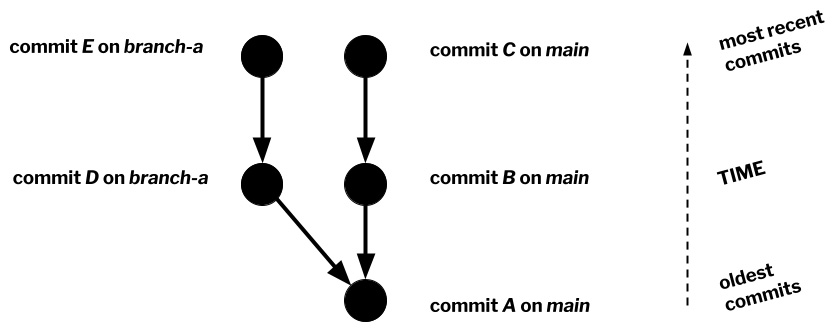 commit E on branch-a
commit C on main
most recent
commits
commit D on branch-a
commit B on main
TIME
oldest
commits
commit A on main